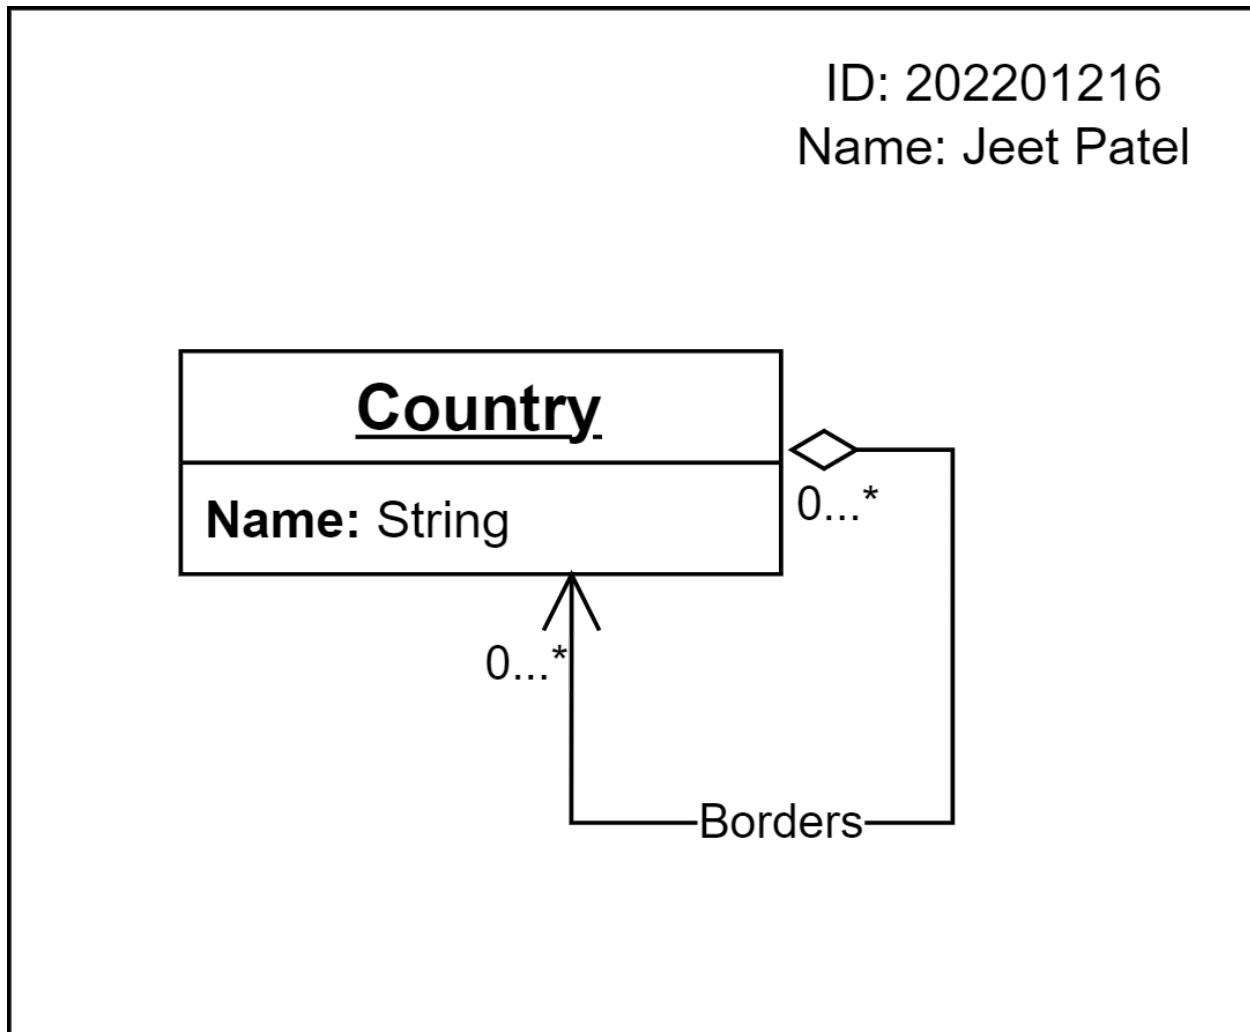 ID: 202201216
Name: Jeet Patel
Country
Name: String
0...*
0...*
Borders